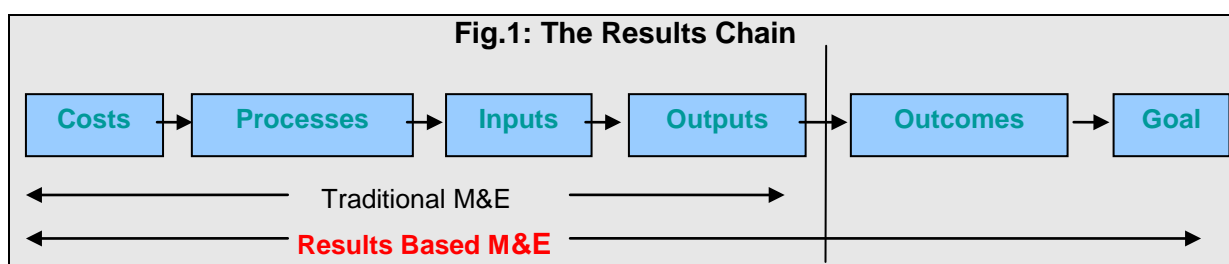 Fig.1: The Results Chain
Costs Processes Inputs Outputs Outcomes Goal
Traditional M&E
Results Based M&E